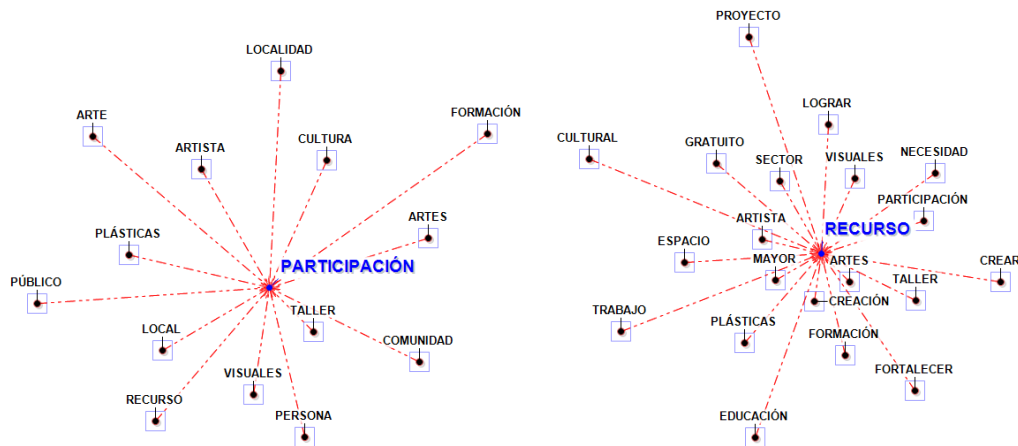 LOCALIDAD
ARTE
FORMACIÓN
ARTISTA
CULTURA
ARTES
PLÁSTICAS
PARTICIPACIÓN
PÚBLICO
TALLER
LOCAL
COMUNIDAD
VISUALES
RECURSO
PERSONA
PROYECTO
LOGRAR
CULTURAL
GRATUITO
SECTOR
VISUALES
NECESIDAD
PARTICIPACIÓN
ARTISTA
RECURSO
ESPACIO
MAYOR
ARTES
CREAR
TALLER
CREACIÓN
TRABAJO
PLÁSTICAS
FORMACIÓN
FORTALECER
EDUCACIÓN